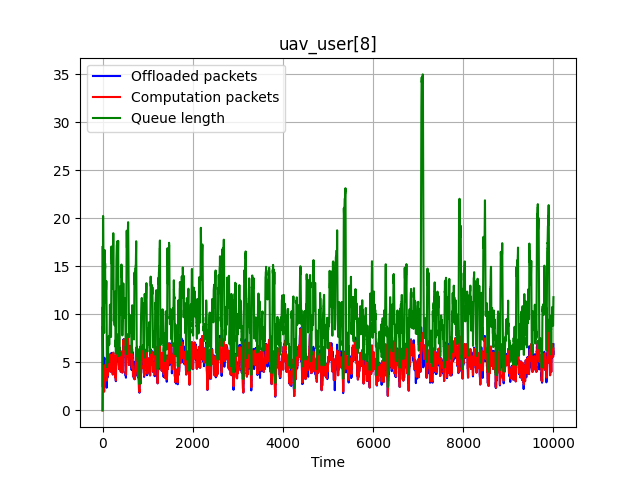 uav_user[8]
Offloaded packets
Computation packets
Queue length
35
30
25
20
15
10
5
0
0 2000 4000 6000 8000 10000
Time